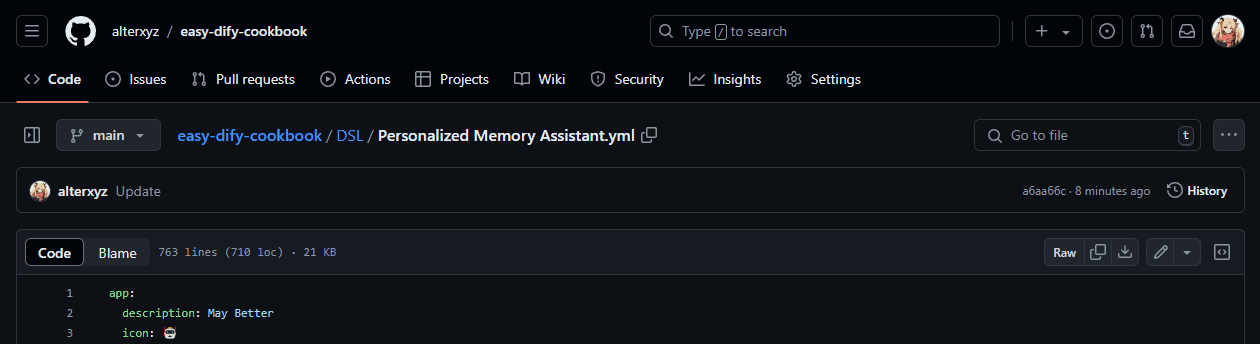 alterxyz / easy-dify-cookbook Type / to search
Code Issues Pull requests Actions Projects Wiki Security Insights Settings
main easy-dify-cookbook / DSL / Personalized Memory Assistant.yml Go to file t
alterxyz Update a6aa66c · 8 minutes ago History
Code Blame 763 lines (710 loc) · 21 KB Raw
1 app:
2 description: May Better
3 icon: 🤖